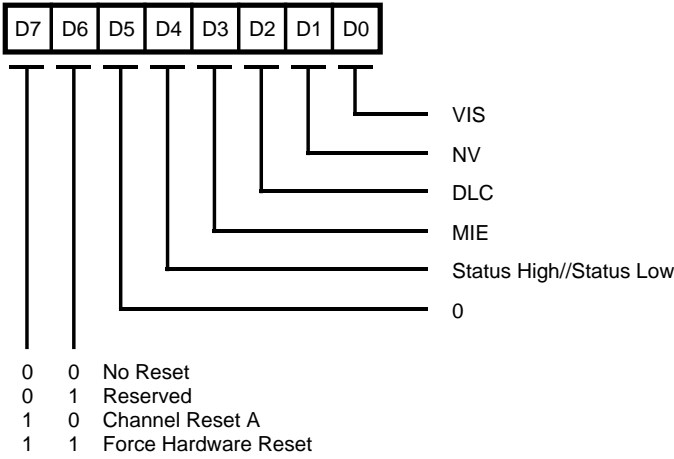 D7 D6 D5 D4 D3 D2 D1 D0
VIS
NV
DLC
MIE
Status High//Status Low
0
0 0 No Reset
0 1 Reserved
1 0 Channel Reset A
1 1 Force Hardware Reset